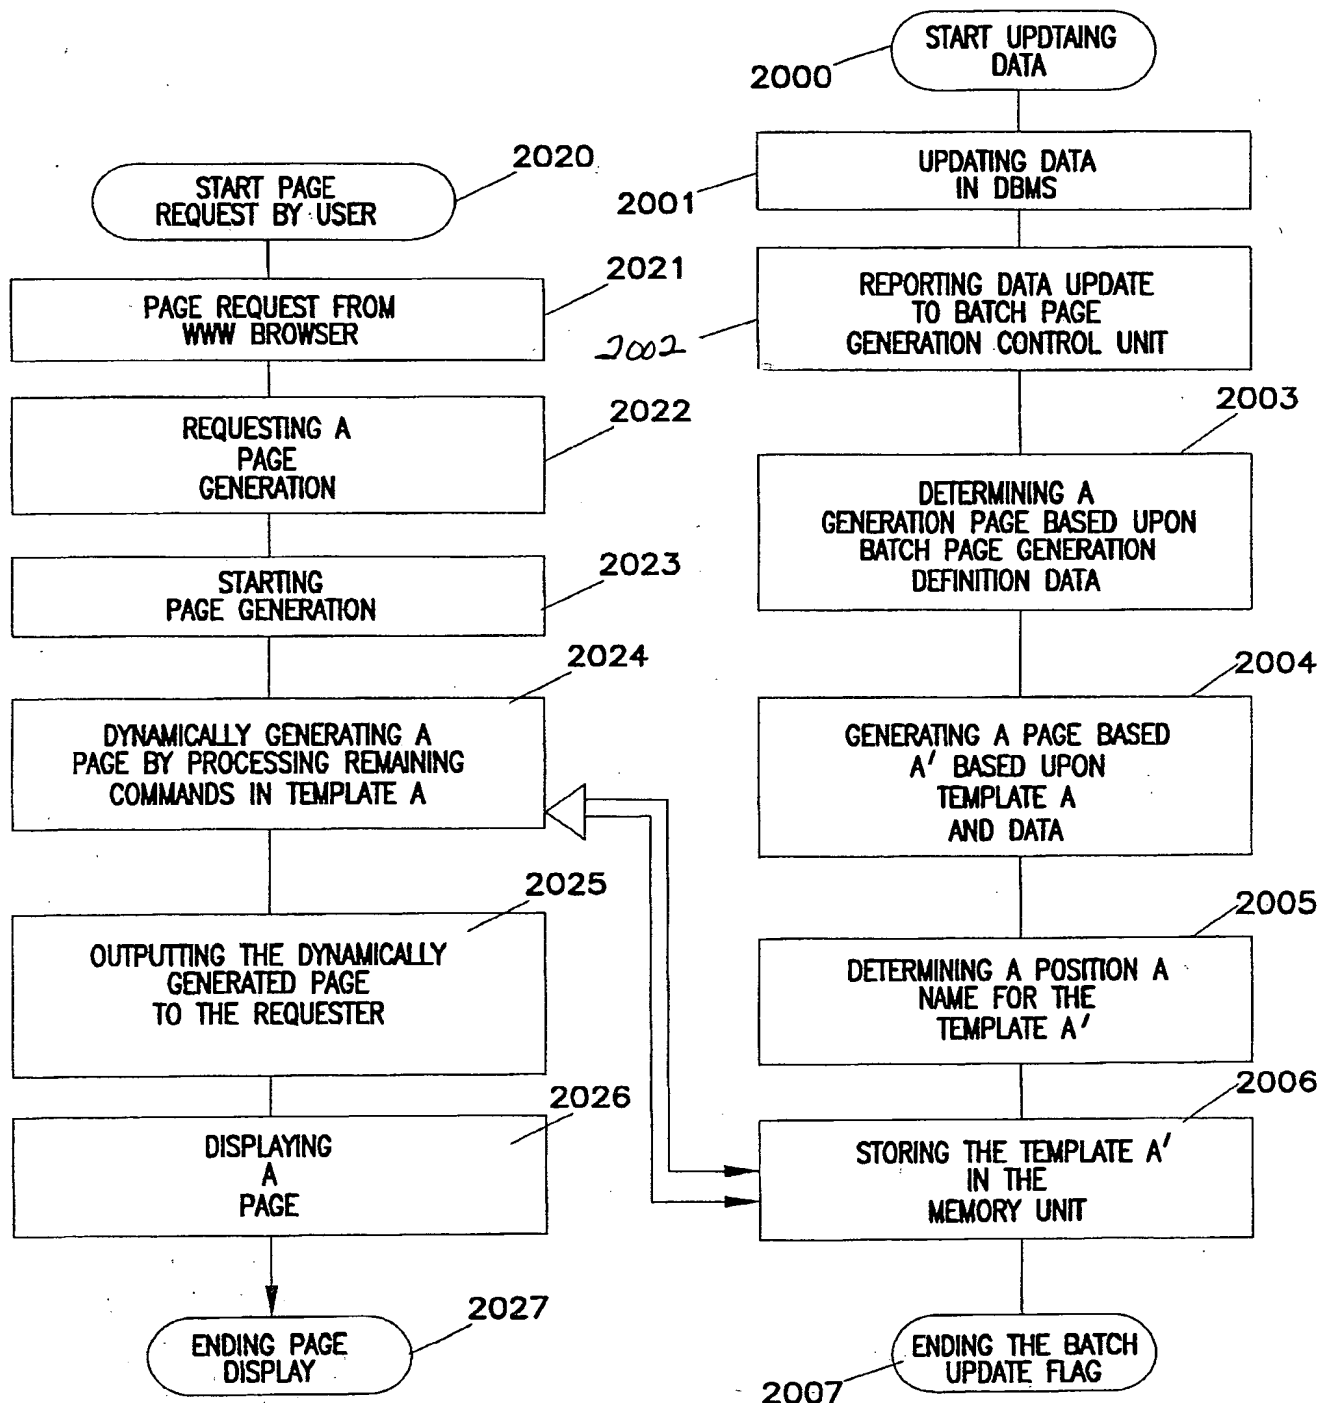 2020
START PAGE
REQUEST BY USER
2021
PAGE REQUEST FROM
WWW BROWSER
2022
REQUESTING A
PAGE
GENERATION
2023
STARTING
PAGE GENERATION
2024
DYNAMICALLY GENERATING A
PAGE BY PROCESSING REMAINING
COMMANDS IN TEMPLATE A
2025
OUTPUTTING THE DYNAMICALLY
GENERATED PAGE
TO THE REQUESTER
2026
DISPLAYING
A
PAGE
2027
ENDING PAGE
DISPLAY
START UPDTAING
DATA
2000
UPDATING DATA
IN DBMS
2001
REPORTING DATA UPDATE
TO BATCH PAGE
GENERATION CONTROL UNIT
2002
2003
DETERMINING A
GENERATION PAGE BASED UPON
BATCH PAGE GENERATION
DEFINITION DATA
2004
GENERATING A PAGE BASED
A' BASED UPON
TEMPLATE A
AND DATA
2005
DETERMINING A POSITION A
NAME FOR THE
TEMPLATE A'
2006
STORING THE TEMPLATE A'
IN THE
MEMORY UNIT
ENDING THE BATCH
UPDATE FLAG
2007